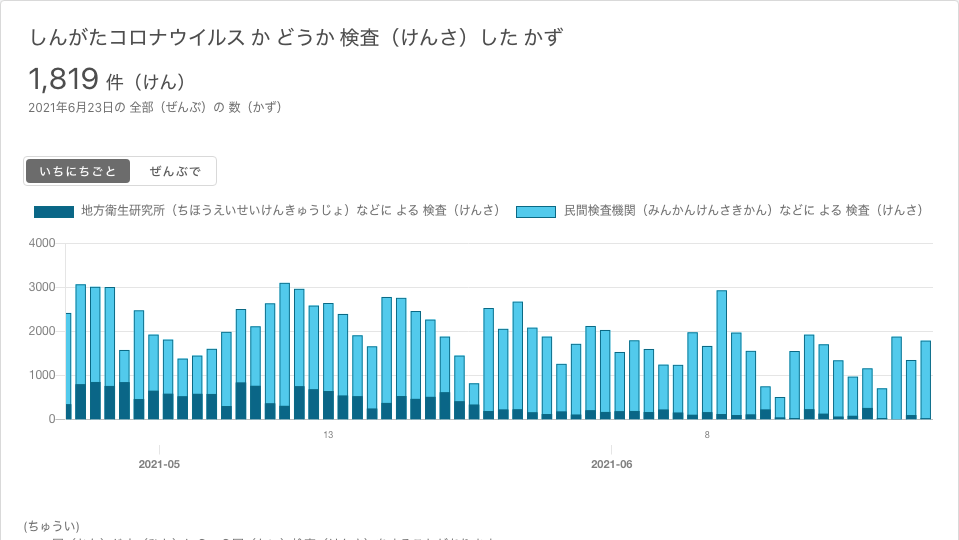 しんがたコロナウイルス か どうか 検査（けんさ）した かず
1,819 件（けん）
2021年6月23日の 全部（ぜんぶ）の 数（かず）
いちにちごと ぜんぶで
地方衛生研究所（ちほうえいせいけんきゅうじょ）などに よる 検査（けんさ） 民間検査機関（みんかんけんさきかん）などに よる 検査（けんさ）
4000
3000
2000
1000
0
13 8
2021-05 2021-06
(ちゅうい)